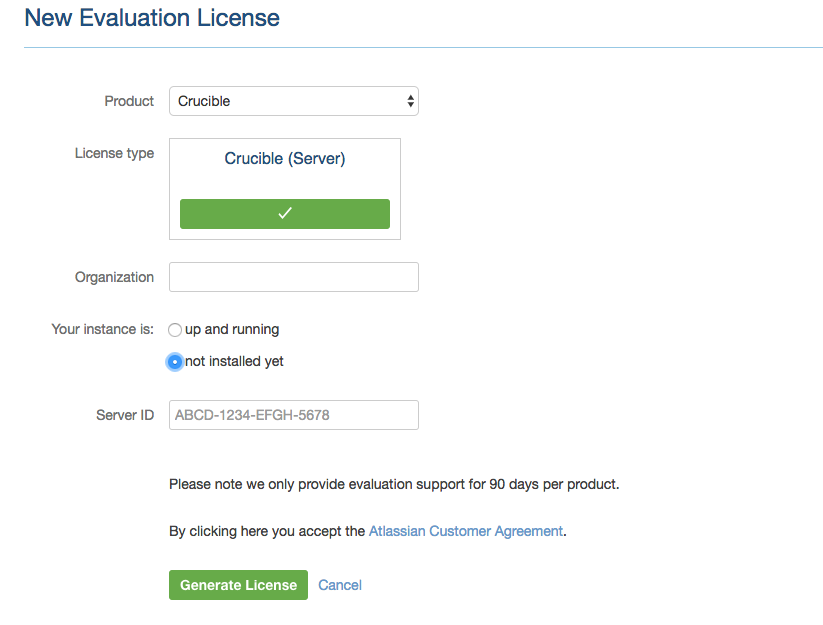 New Evaluation License
Product Crucible
License type Crucible (Server)
Organization
Your instance is: up and running
not installed yet
Server ID ABCD-1234-EFGH-5678
Please note we only provide evaluation support for 90 days per product.
By clicking here you accept the Atlassian Customer Agreement.
Generate License Cancel